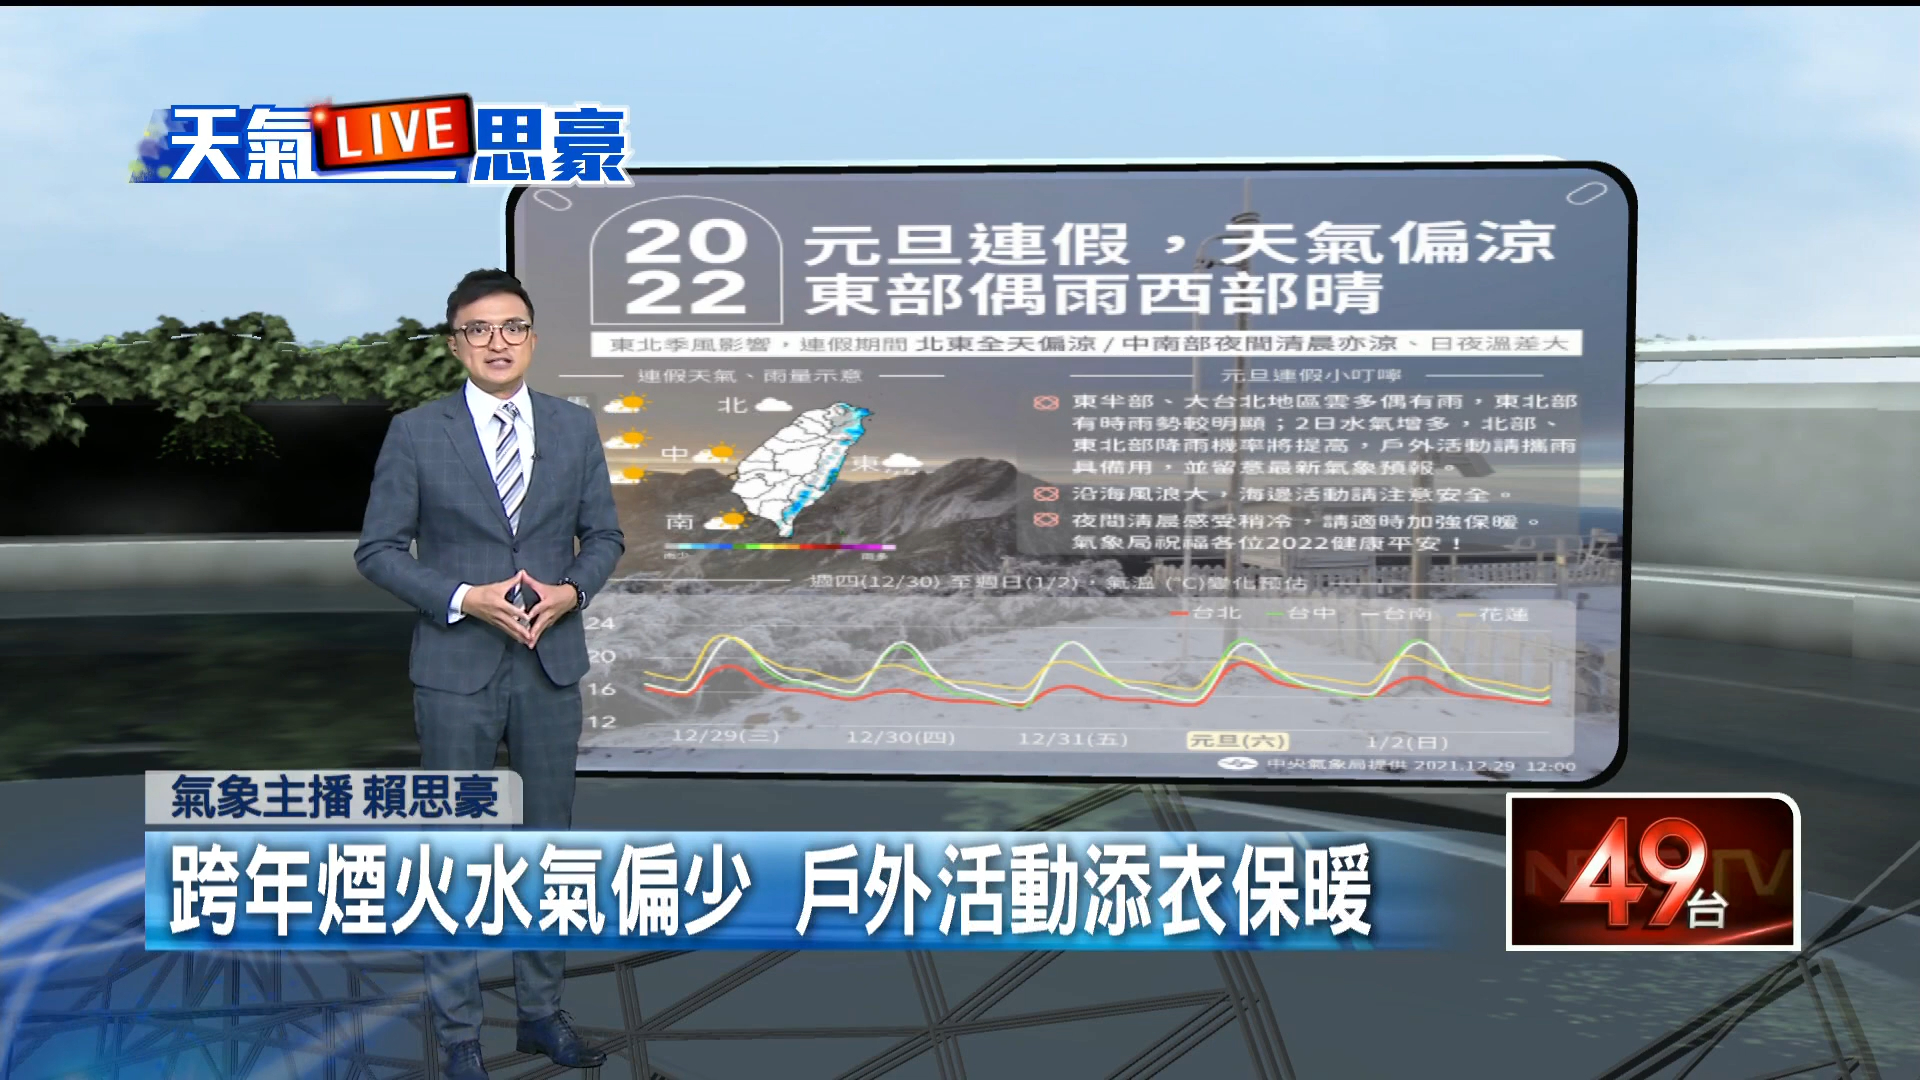 天氣 LIVE 思豪
20
22
元旦連假，天氣偏涼
東部偶雨西部晴
東北季風影響，連假期間 北東全天偏涼 / 中南部夜間清晨亦涼、日夜溫差大
連假天氣、雨量示意
元旦連假小叮嚀
馬
北
中
東
南
雨少
雨多
東半部、大台北地區雲多偶有雨，東北部
有時雨勢較明顯；2日水氣增多，北部、
東北部降雨機率將提高，戶外活動請攜雨
具備用，並留意最新氣象預報。
沿海風浪大，海邊活動請注意安全。
夜間清晨感受稍冷，請適時加強保暖。
氣象局祝福各位2022健康平安！
週四(12/30) 至週日(1/2)，氣溫 (°C)變化預估
台北 台中 台南 花蓮
24
20
16
12
12/29(三) 12/30(四) 12/31(五) 元旦(六) 1/2(日)
中央氣象局提供 2021.12.29 12:00
氣象主播 賴思豪
跨年煙火水氣偏少 戶外活動添衣保暖
49台